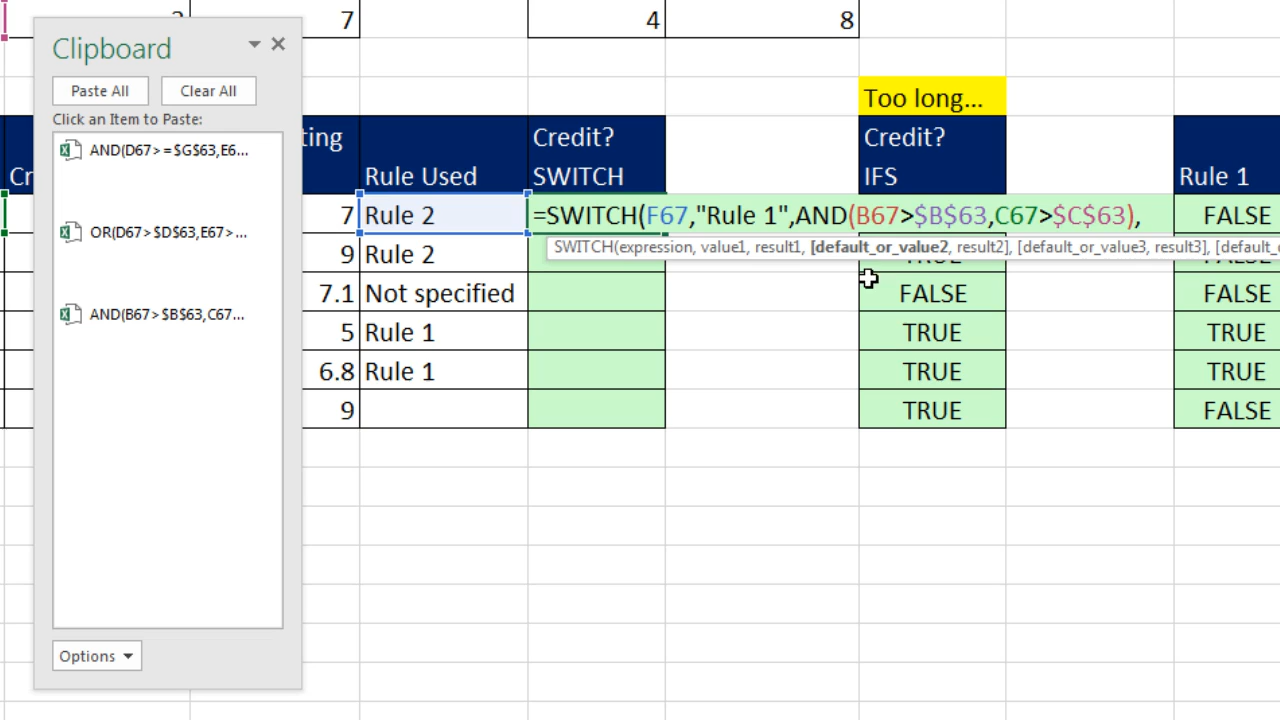 7
4
8
Clipboard
Paste All
Clear All
Click an Item to Paste:
AND(D67>=$G$63,E6...
OR(D67>$D$63,E67>...
AND(B67>$B$63,C67...
Options
Too long...
Rule Used
Credit?
SWITCH
Credit?
IFS
Rule 1
7
Rule 2
=SWITCH(F67,"Rule 1",AND(B67>$B$63,C67>$C$63),
FALSE
SWITCH(expression, value1, result1, [default_or_value2, result2], [default_or_value3, result3],
9
Rule 2
7.1
Not specified
FALSE
FALSE
5
Rule 1
TRUE
TRUE
6.8
Rule 1
TRUE
TRUE
9
TRUE
FALSE